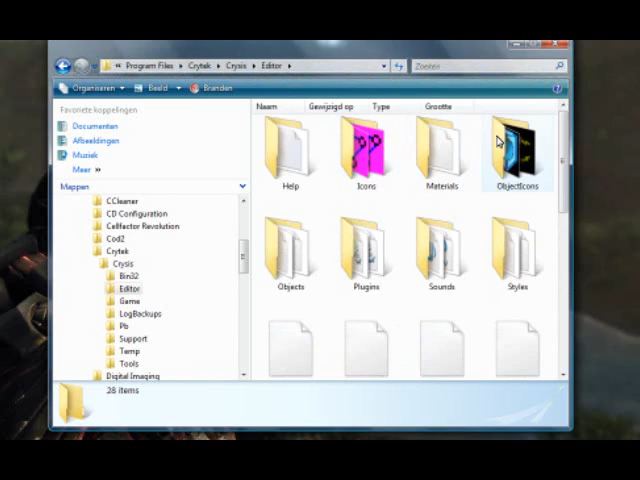 « Program Files › Crytek › Crysis › Editor ›
Zoeken
Organiseren Beeld Branden
Favoriete koppelingen
Documenten
Afbeeldingen
Muziek
Meer »
Mappen
CCleaner
CD Configuration
Cellfactor Revolution
Cod2
Crytek
Crysis
Bin32
Editor
Game
LogBackups
Pb
Support
Temp
Tools
Digital Imaging
Naam Gewijzigd op Type Grootte
Help Icons Materials ObjectIcons
Objects Plugins Sounds Styles
28 items